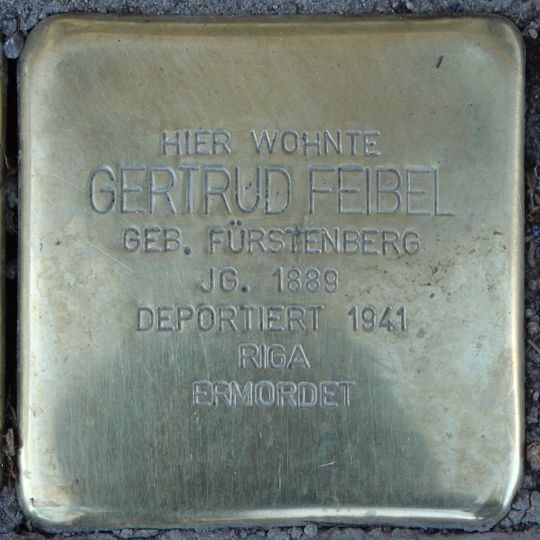 HIER WOHNTE
GERTRUD FEIBEL
GEB. FÜRSTENBERG
JG. 1889
DEPORTIERT 1941
RIGA
ERMORDET